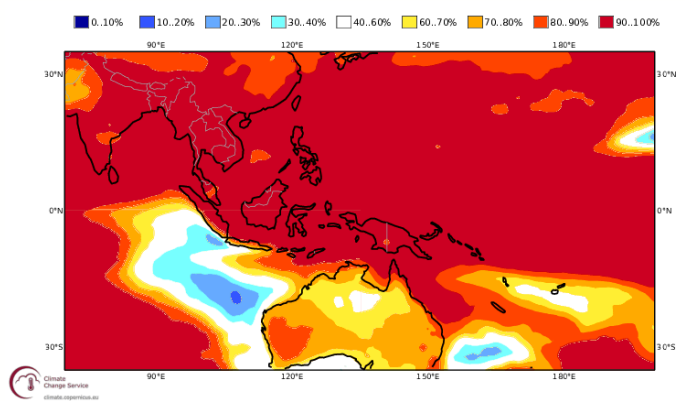 0..10% 10..20% 20..30% 30..40% 40..60% 60..70% 70..80% 80..90% 90..100%
90°E 120°E 150°E 180°E
30°N 30°N
0°N 0°N
30°S 30°S
90°E 120°E 150°E 180°E
Climate
Change Service
climate.copernicus.eu